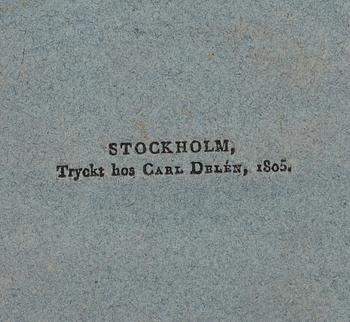 STOCKHOLM,
Tryckt hos CARL DELÉN, 1805.